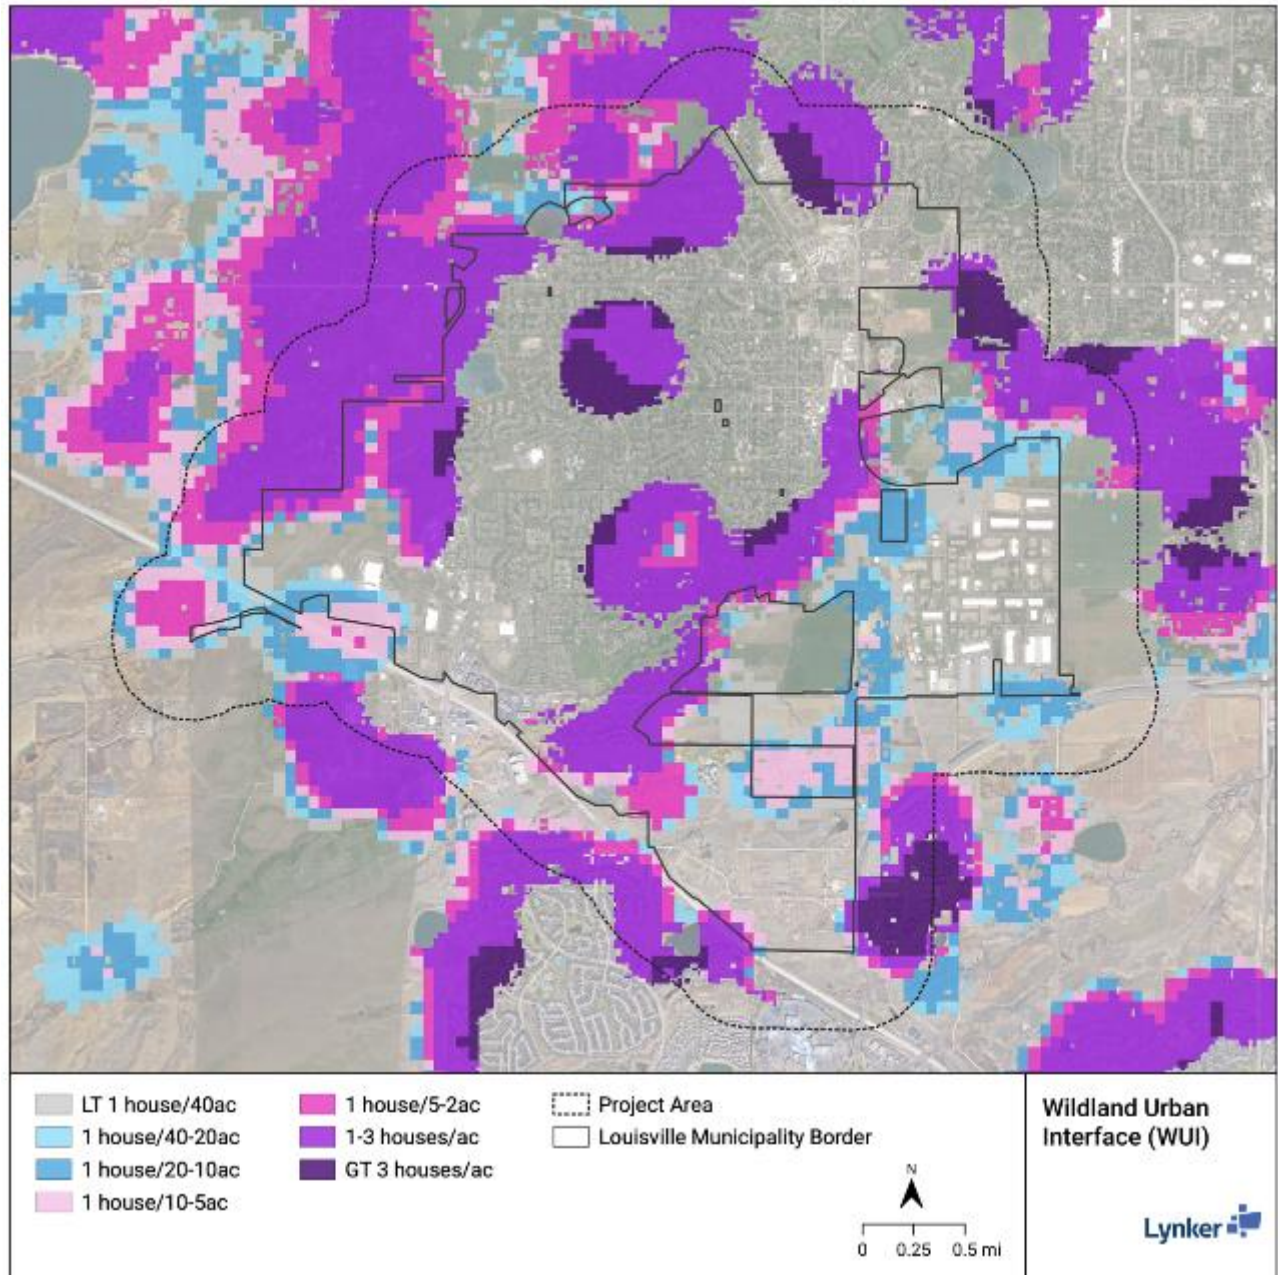 LT 1 house/40ac
1 house/40-20ac
1 house/20-10ac
1 house/10-5ac
1 house/5-2ac
1-3 houses/ac
GT 3 houses/ac
Project Area
Louisville Municipality Border
N
0 0.25 0.5 mi
Wildland Urban
Interface (WUI)
Lynker